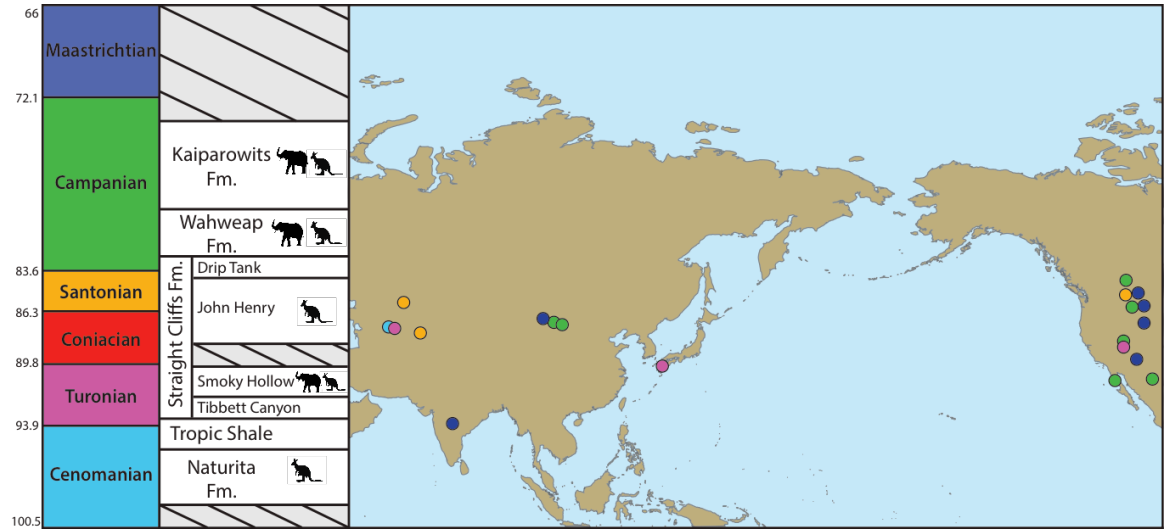 66
Maastrichtian
72.1
Campanian
83.6
Santonian
86.3
Coniacian
89.8
Turonian
93.9
Cenomanian
100.5
Kaiparowits
Fm.
Wahweap
Fm.
Straight Cliffs Fm.
Drip Tank
John Henry
Smoky Hollow
Tibbett Canyon
Tropic Shale
Naturita
Fm.